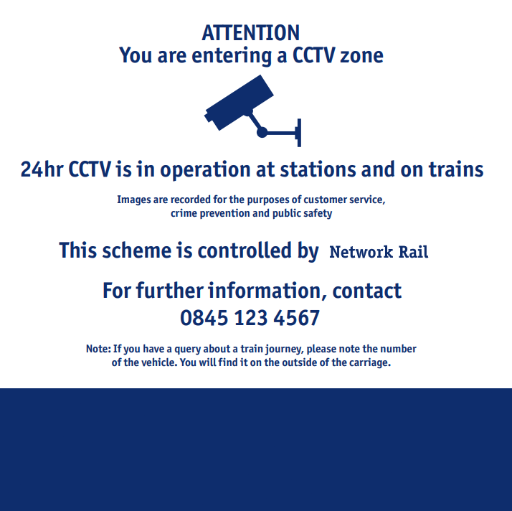 ATTENTION
You are entering a CCTV zone
24hr CCTV is in operation at stations and on trains
Images are recorded for the purposes of customer service,
crime prevention and public safety
This scheme is controlled by Network Rail
For further information, contact
0845 123 4567
Note: If you have a query about a train journey, please note the number
of the vehicle. You will find it on the outside of the carriage.